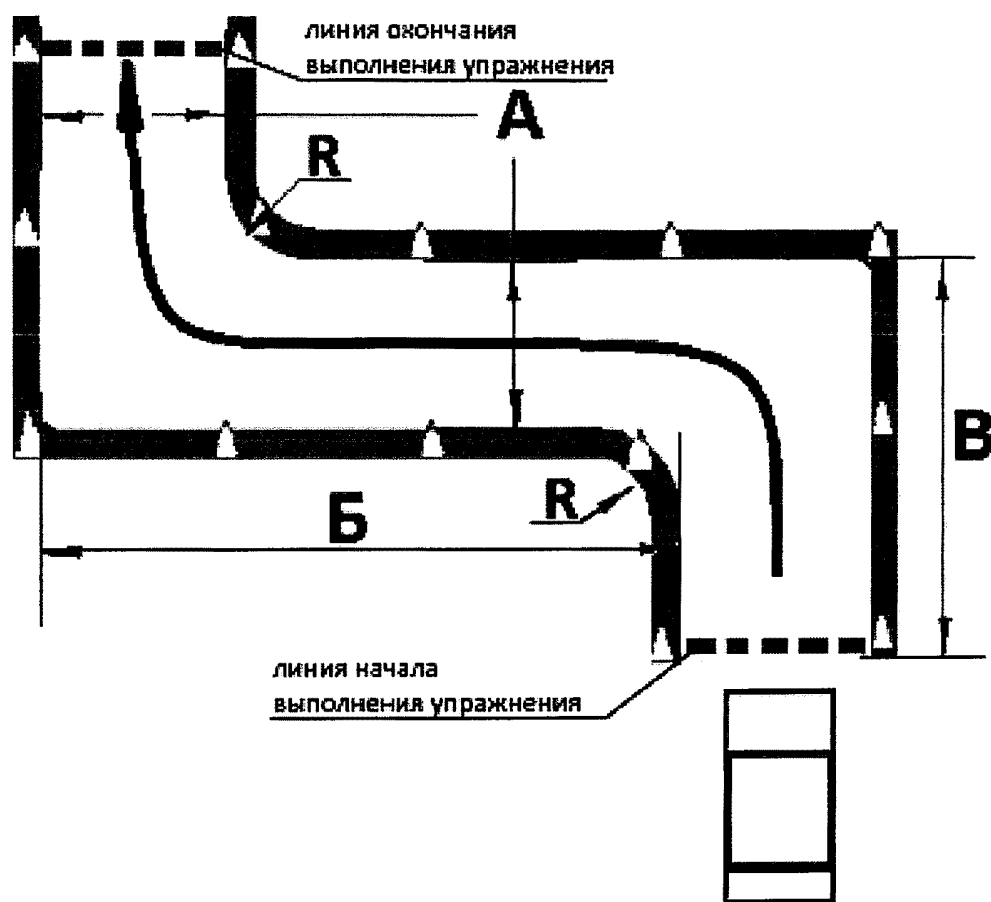 линия окончания
выполнения упражнения
А
R
В
R
Б
линия начала
выполнения упражнения